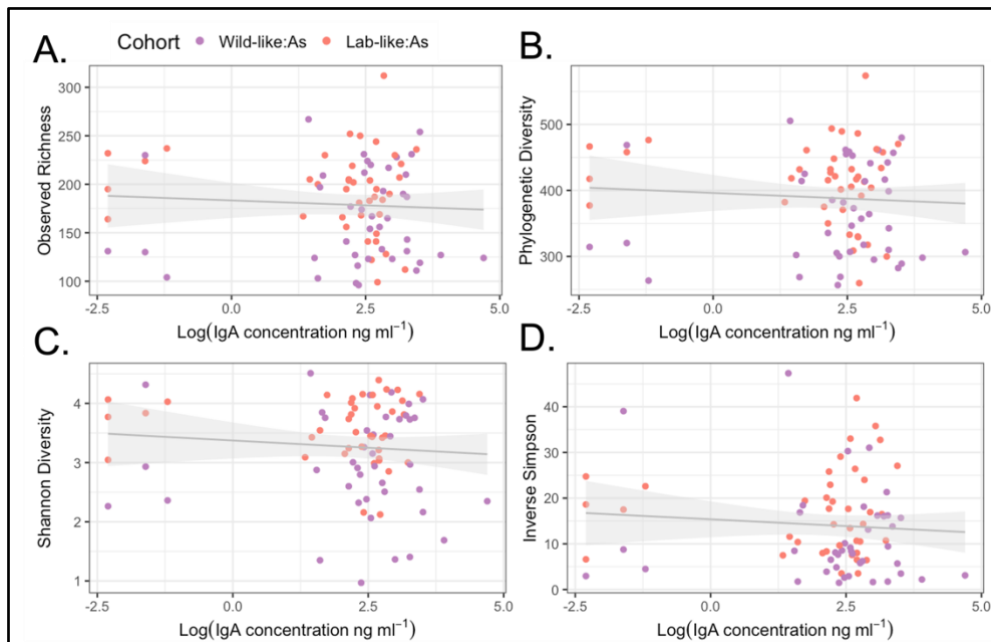 A.
Cohort Wild-like:As Lab-like:As
B.
Observed Richness
300
250
200
150
100
-2.5 0.0 2.5 5.0
Log(IgA concentration ng ml⁻¹)
Phylogenetic Diversity
500
400
300
-2.5 0.0 2.5 5.0
Log(IgA concentration ng ml⁻¹)
C.
D.
Shannon Diversity
4
3
2
1
-2.5 0.0 2.5 5.0
Log(IgA concentration ng ml⁻¹)
Inverse Simpson
40
30
20
10
0
-2.5 0.0 2.5 5.0
Log(IgA concentration ng ml⁻¹)